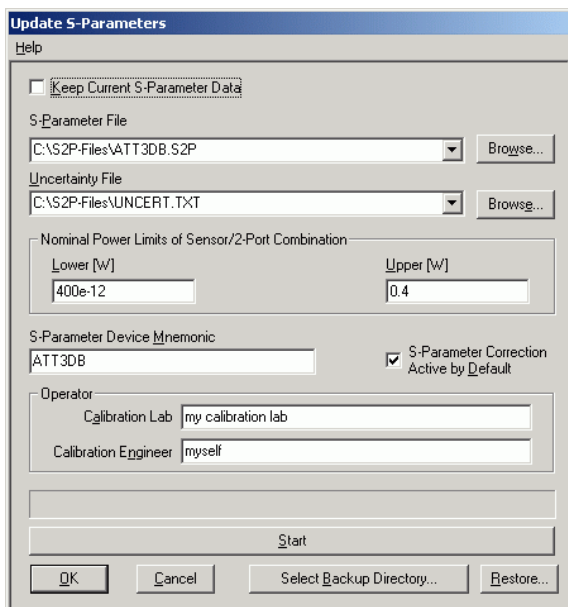 Update S-Parameters
Help
Keep Current S-Parameter Data
S-Parameter File
C:\S2P-Files\ATT3DB.S2P
Browse...
Uncertainty File
C:\S2P-Files\UNCERT.TXT
Browse...
Nominal Power Limits of Sensor/2-Port Combination
Lower [W]
Upper [W]
400e-12
0.4
S-Parameter Device Mnemonic
ATT3DB
S-Parameter Correction
Active by Default
Operator
Calibration Lab
my calibration lab
Calibration Engineer
myself
Start
OK
Cancel
Select Backup Directory...
Restore...